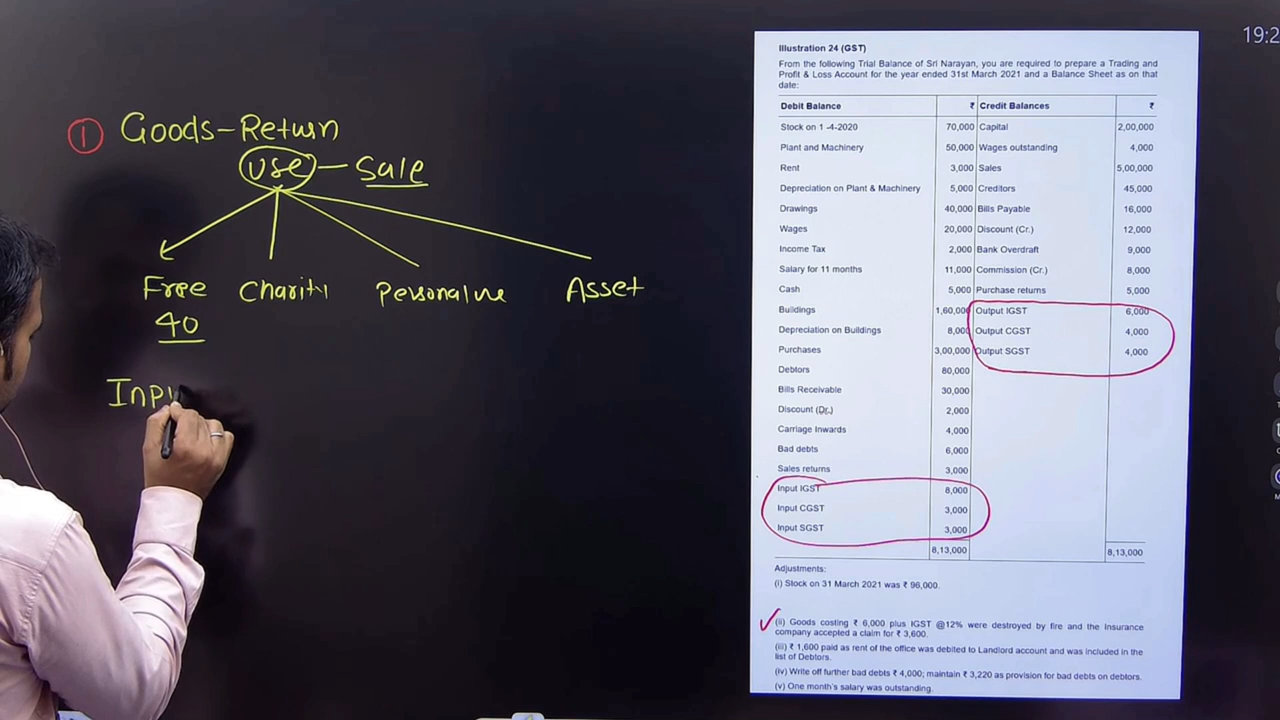 19:2
① Goods-Return
Use - Sale
Free Charity Personal use Asset
40
Inpu
Illustration 24 (GST)
From the following Trial Balance of Sri Narayan, you are required to prepare a Trading and
Profit & Loss Account for the year ended 31st March 2021 and a Balance Sheet as on that
date:
Debit Balance ₹ Credit Balances ₹
Stock on 1 -4-2020 70,000 Capital 2,00,000
Plant and Machinery 50,000 Wages outstanding 4,000
Rent 3,000 Sales 5,00,000
Depreciation on Plant & Machinery 5,000 Creditors 45,000
Drawings 40,000 Bills Payable 16,000
Wages 20,000 Discount (Cr.) 12,000
Income Tax 2,000 Bank Overdraft 9,000
Salary for 11 months 11,000 Commission (Cr.) 8,000
Cash 5,000 Purchase returns 5,000
Buildings 1,60,000 Output IGST 6,000
Depreciation on Buildings 8,000 Output CGST 4,000
Purchases 3,00,000 Output SGST 4,000
Debtors 80,000
Bills Receivable 30,000
Discount (Dr.) 2,000
Carriage Inwards 4,000
Bad debts 6,000
Sales returns 3,000
Input IGST 8,000
Input CGST 3,000
Input SGST 3,000
8,13,000 8,13,000
Adjustments:
(i) Stock on 31 March 2021 was ₹ 96,000.
(ii) Goods costing ₹ 6,000 plus IGST @12% were destroyed by fire and the Insurance
company accepted a claim for ₹ 3,600.
(iii) ₹ 1,600 paid as rent of the office was debited to Landlord account and was included in the
list of Debtors.
(iv) Write off further bad debts ₹ 4,000; maintain ₹ 3,220 as provision for bad debts on debtors.
(v) One month's salary was outstanding.